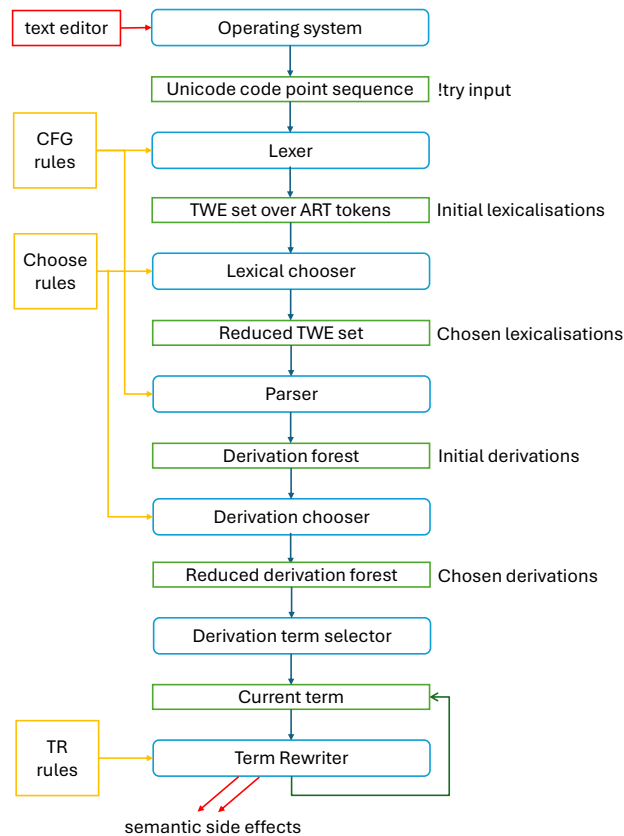 text editor
Operating system
Unicode code point sequence
!try input
CFG
rules
Lexer
TWE set over ART tokens
Initial lexicalisations
Choose
rules
Lexical chooser
Reduced TWE set
Chosen lexicalisations
Parser
Derivation forest
Initial derivations
Derivation chooser
Reduced derivation forest
Chosen derivations
Derivation term selector
Current term
TR
rules
Term Rewriter
semantic side effects